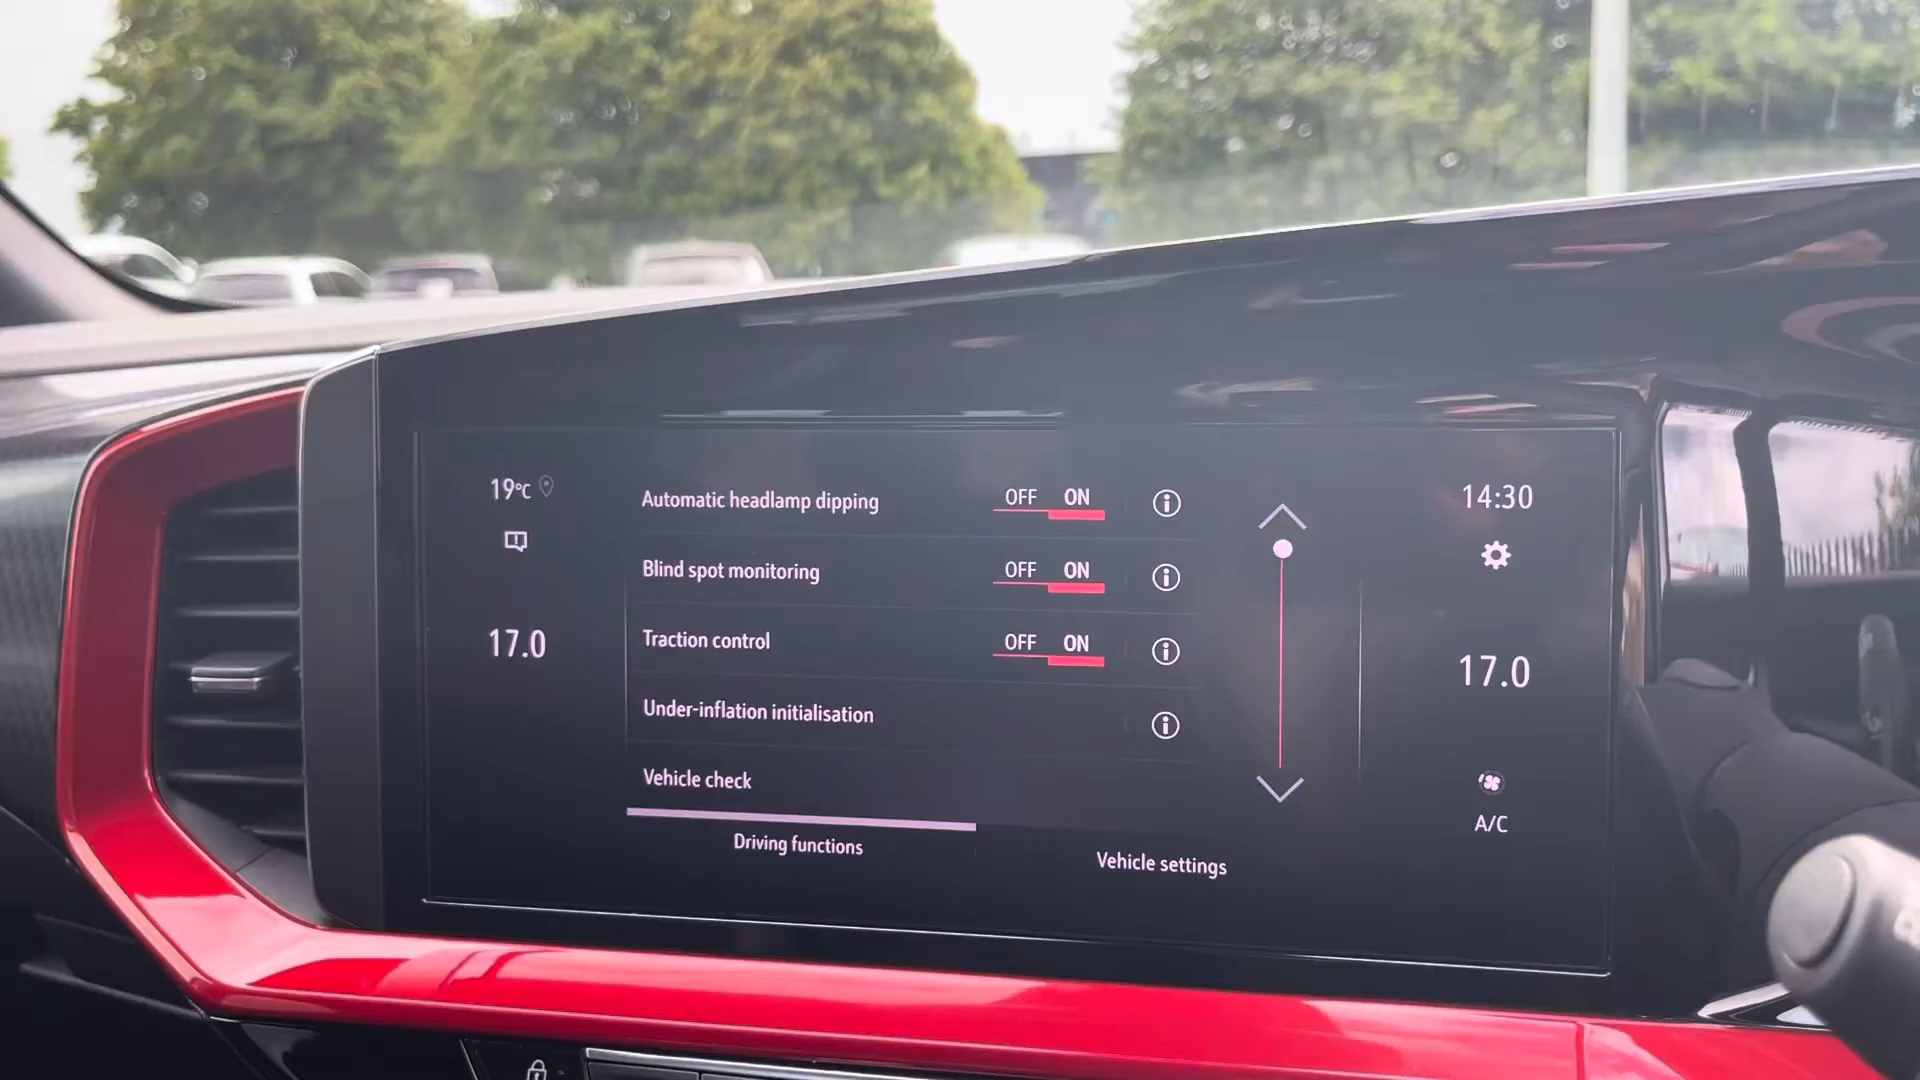 19°C
14:30
Automatic headlamp dipping OFF ON
Blind spot monitoring OFF ON
17.0
Traction control OFF ON
17.0
Under-inflation initialisation
Vehicle check
A/C
Driving functions
Vehicle settings